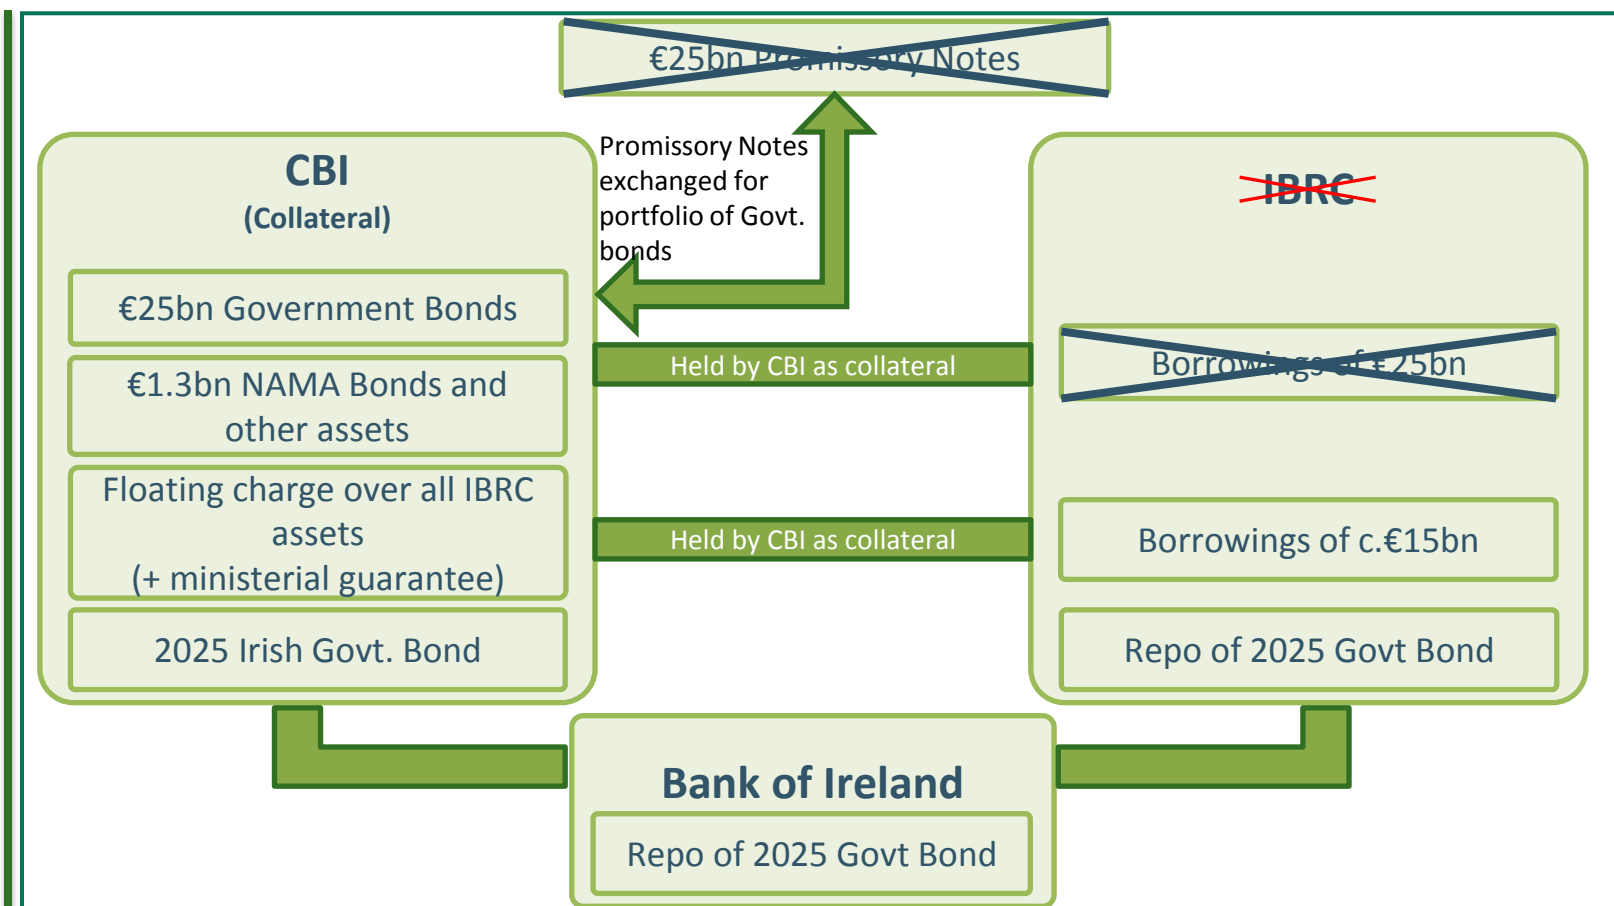 €25bn Promissory Notes
Promissory Notes
exchanged for
portfolio of Govt.
bonds
CBI
(Collateral)
€25bn Government Bonds
€1.3bn NAMA Bonds and
other assets
Floating charge over all IBRC
assets
(+ ministerial guarantee)
2025 Irish Govt. Bond
Held by CBI as collateral
Held by CBI as collateral
IBRC
Borrowings of €25bn
Borrowings of c.€15bn
Repo of 2025 Govt Bond
Bank of Ireland
Repo of 2025 Govt Bond